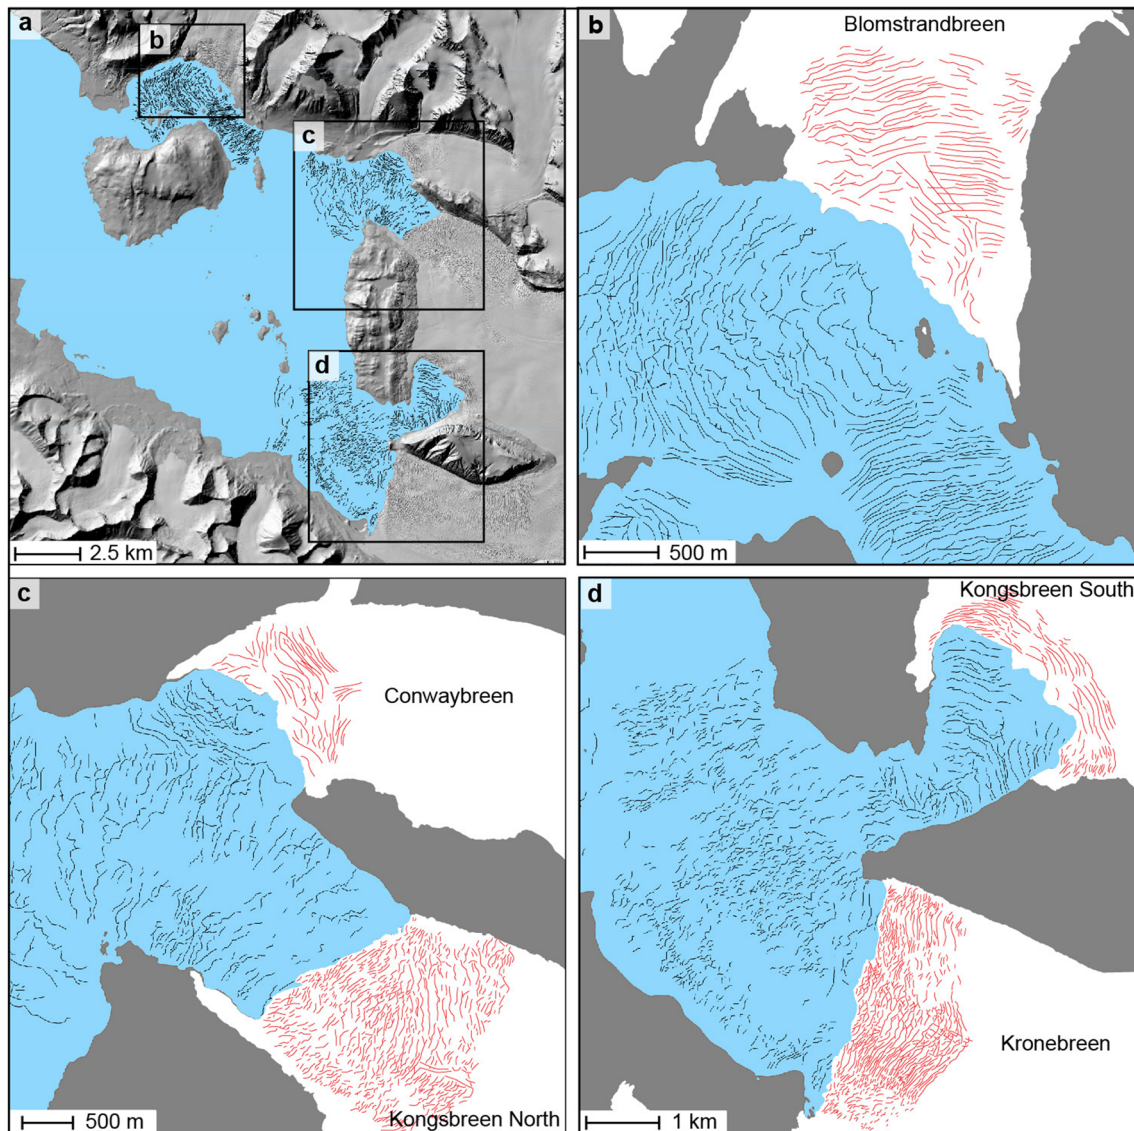 a
b
c
d
2.5 km
b
Blomstrandbreen
500 m
c
Conwaybreen
Kongsbreen North
500 m
d
Kongsbreen South
Kronebreen
1 km